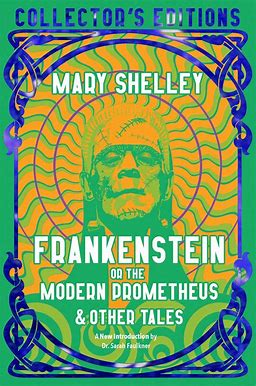 COLLECTOR'S EDITIONS
MARY SHELLEY
FRANKENSTEIN
OR THE
MODERN PROMETHEUS
& OTHER TALES
A New Introduction by
Dr. Sarah Faulkner